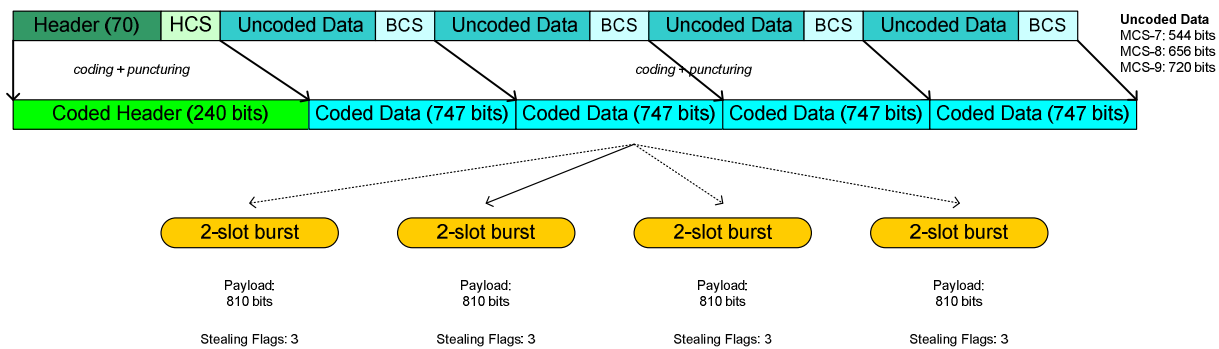 Header (70) HCS Uncoded Data BCS Uncoded Data BCS Uncoded Data BCS Uncoded Data BCS
Uncoded Data
MCS-7: 544 bits
MCS-8: 656 bits
MCS-9: 720 bits
coding + puncturing coding + puncturing
Coded Header (240 bits) Coded Data (747 bits) Coded Data (747 bits) Coded Data (747 bits) Coded Data (747 bits)
2-slot burst 2-slot burst 2-slot burst 2-slot burst
Payload: Payload: Payload: Payload:
810 bits 810 bits 810 bits 810 bits
Stealing Flags: 3 Stealing Flags: 3 Stealing Flags: 3 Stealing Flags: 3